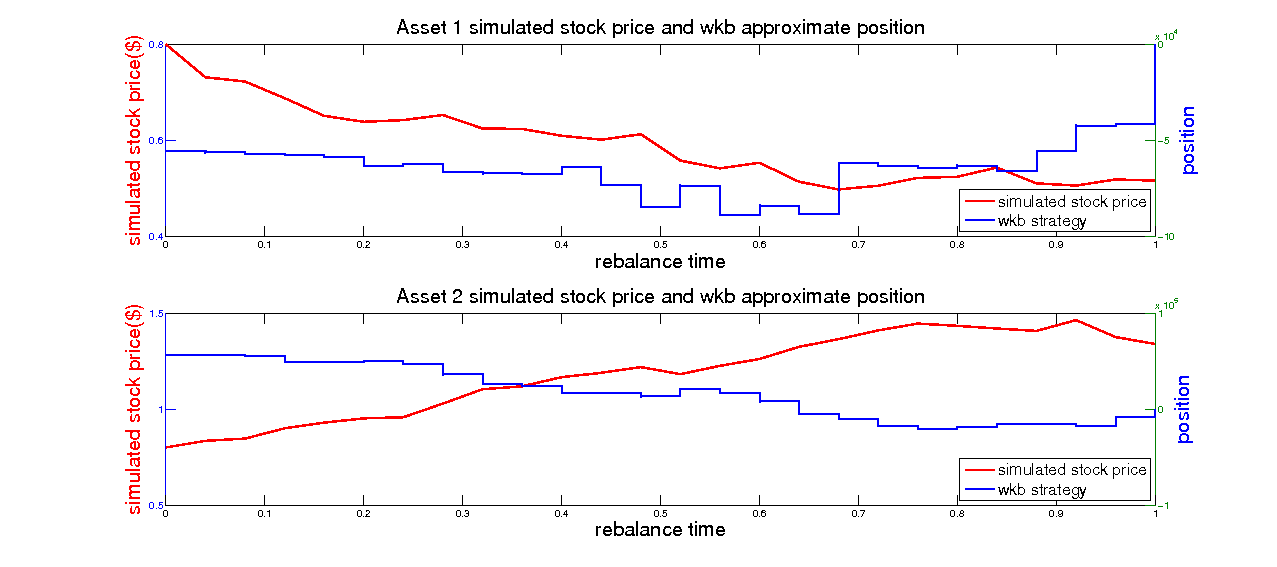 Asset 1 simulated stock price and wkb approximate position
simulated stock price($)
0.8
0.6
0.4
x 10^4
0
-5
-10
position
simulated stock price
wkb strategy
0 0.1 0.2 0.3 0.4 0.5 0.6 0.7 0.8 0.9 1
rebalance time
Asset 2 simulated stock price and wkb approximate position
simulated stock price($)
1.5
1
0.5
1
0
-1
position
simulated stock price
wkb strategy
0 0.1 0.2 0.3 0.4 0.5 0.6 0.7 0.8 0.9 1
rebalance time